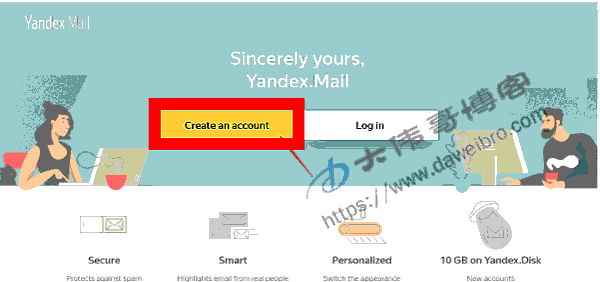 Yandex Mail
Sincerely yours,
Yandex.Mail
Create an account
Log in
大伟哥博客
https://www.daweibro.com
Secure
Smart
Personalized
10 GB on Yandex.Disk
Protects against spam
Highlights email from real people
Switch the appearance
New accounts